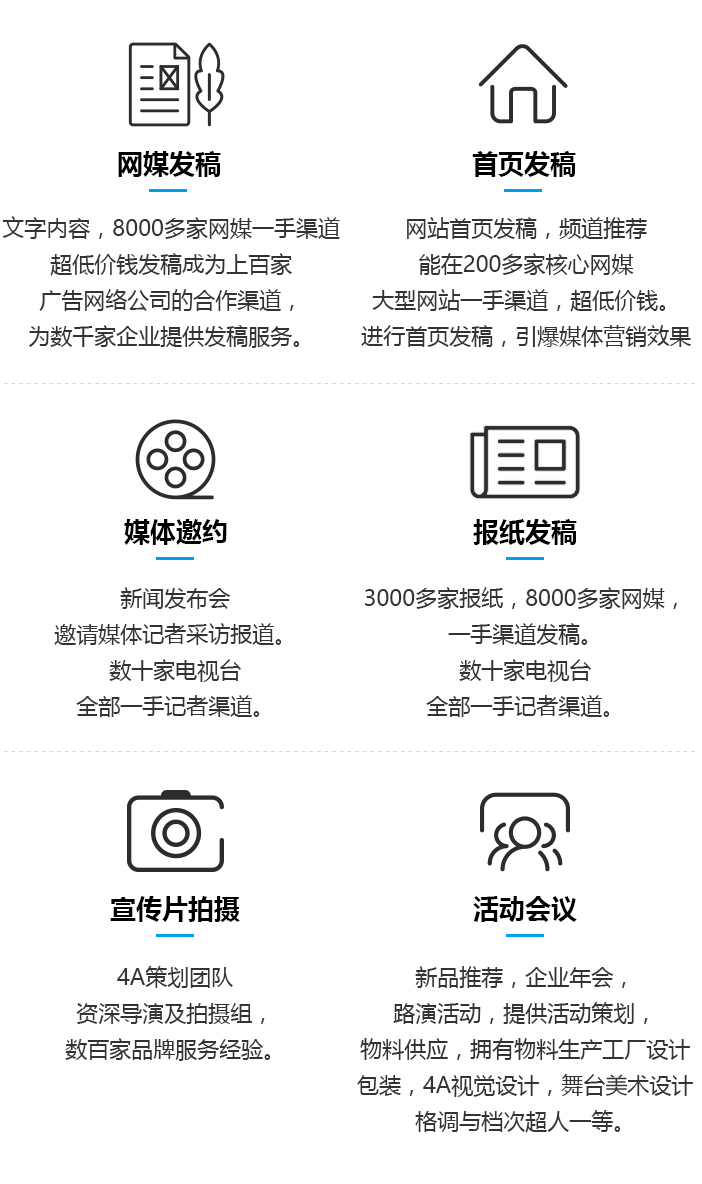 网媒发稿
文字内容，8000多家网媒一手渠道
超低价钱发稿成为上百家
广告网络公司的合作渠道，
为数千家企业提供发稿服务。
首页发稿
网站首页发稿，频道推荐
能在200多家核心网媒
大型网站一手渠道，超低价钱。
进行首页发稿，引爆媒体营销效果
媒体邀约
新闻发布会
邀请媒体记者采访报道。
数十家电视台
全部一手记者渠道。
报纸发稿
3000多家报纸，8000多家网媒，
一手渠道发稿。
数十家电视台
全部一手记者渠道。
宣传片拍摄
4A策划团队
资深导演及拍摄组，
数百家品牌服务经验。
活动会议
新品推荐，企业年会，
路演活动，提供活动策划，
物料供应，拥有物料生产工厂设计
包装，4A视觉设计，舞台美术设计
格调与档次超人一等。